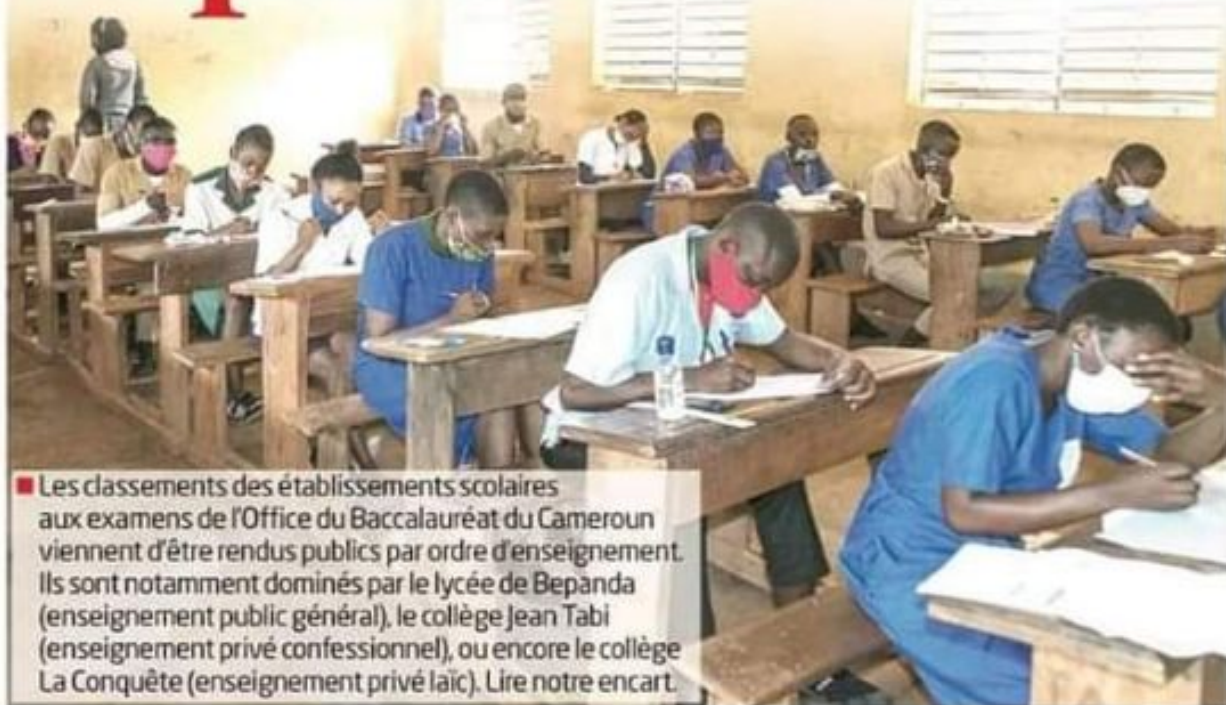 ■ Les classements des établissements scolaires
aux examens de l'Office du Baccalauréat du Cameroun
viennent d'être rendus publics par ordre d'enseignement.
Ils sont notamment dominés par le lycée de Bepanda
(enseignement public général), le collège Jean Tabi
(enseignement privé confessionnel), ou encore le collège
La Conquête (enseignement privé laïc). Lire notre encart.